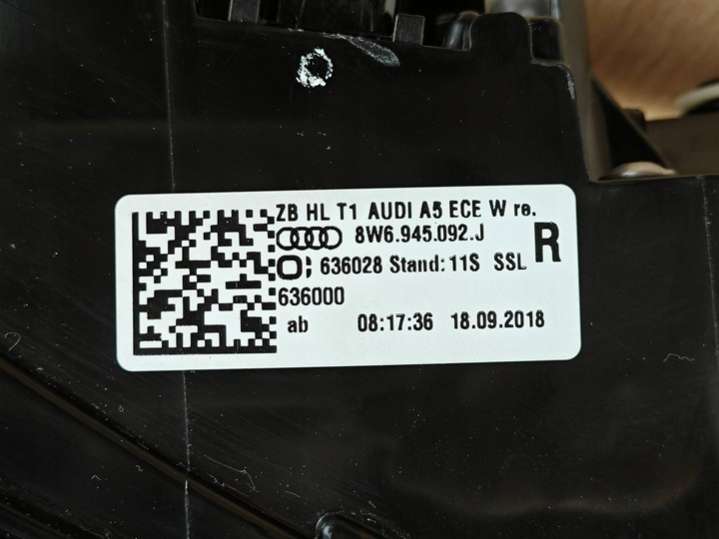 ZB HL T1 AUDI A5 ECE W re.
8W6.945.092.J
R
636028 Stand: 11S SSL
636000
ab 08:17:36 18.09.2018